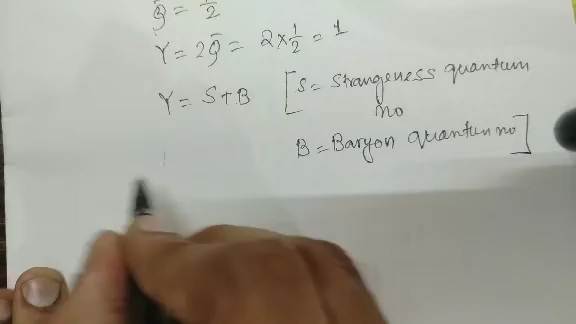 Q̄ = 1/2
Y = 2Q̄ = 2×1/2 = 1
Y = S+B [S = Strangeness quantum
no
B = Baryon quantum no]